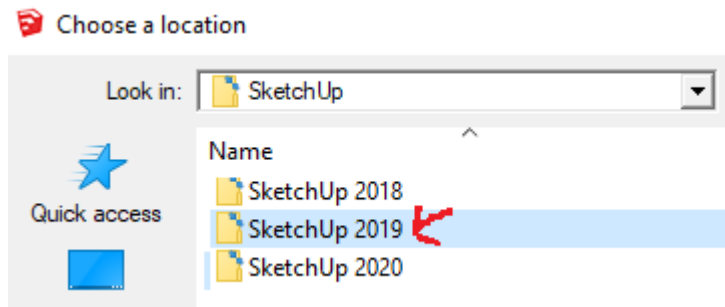 Choose a location
Look in: SketchUp
Name
SketchUp 2018
Quick access
SketchUp 2019
SketchUp 2020